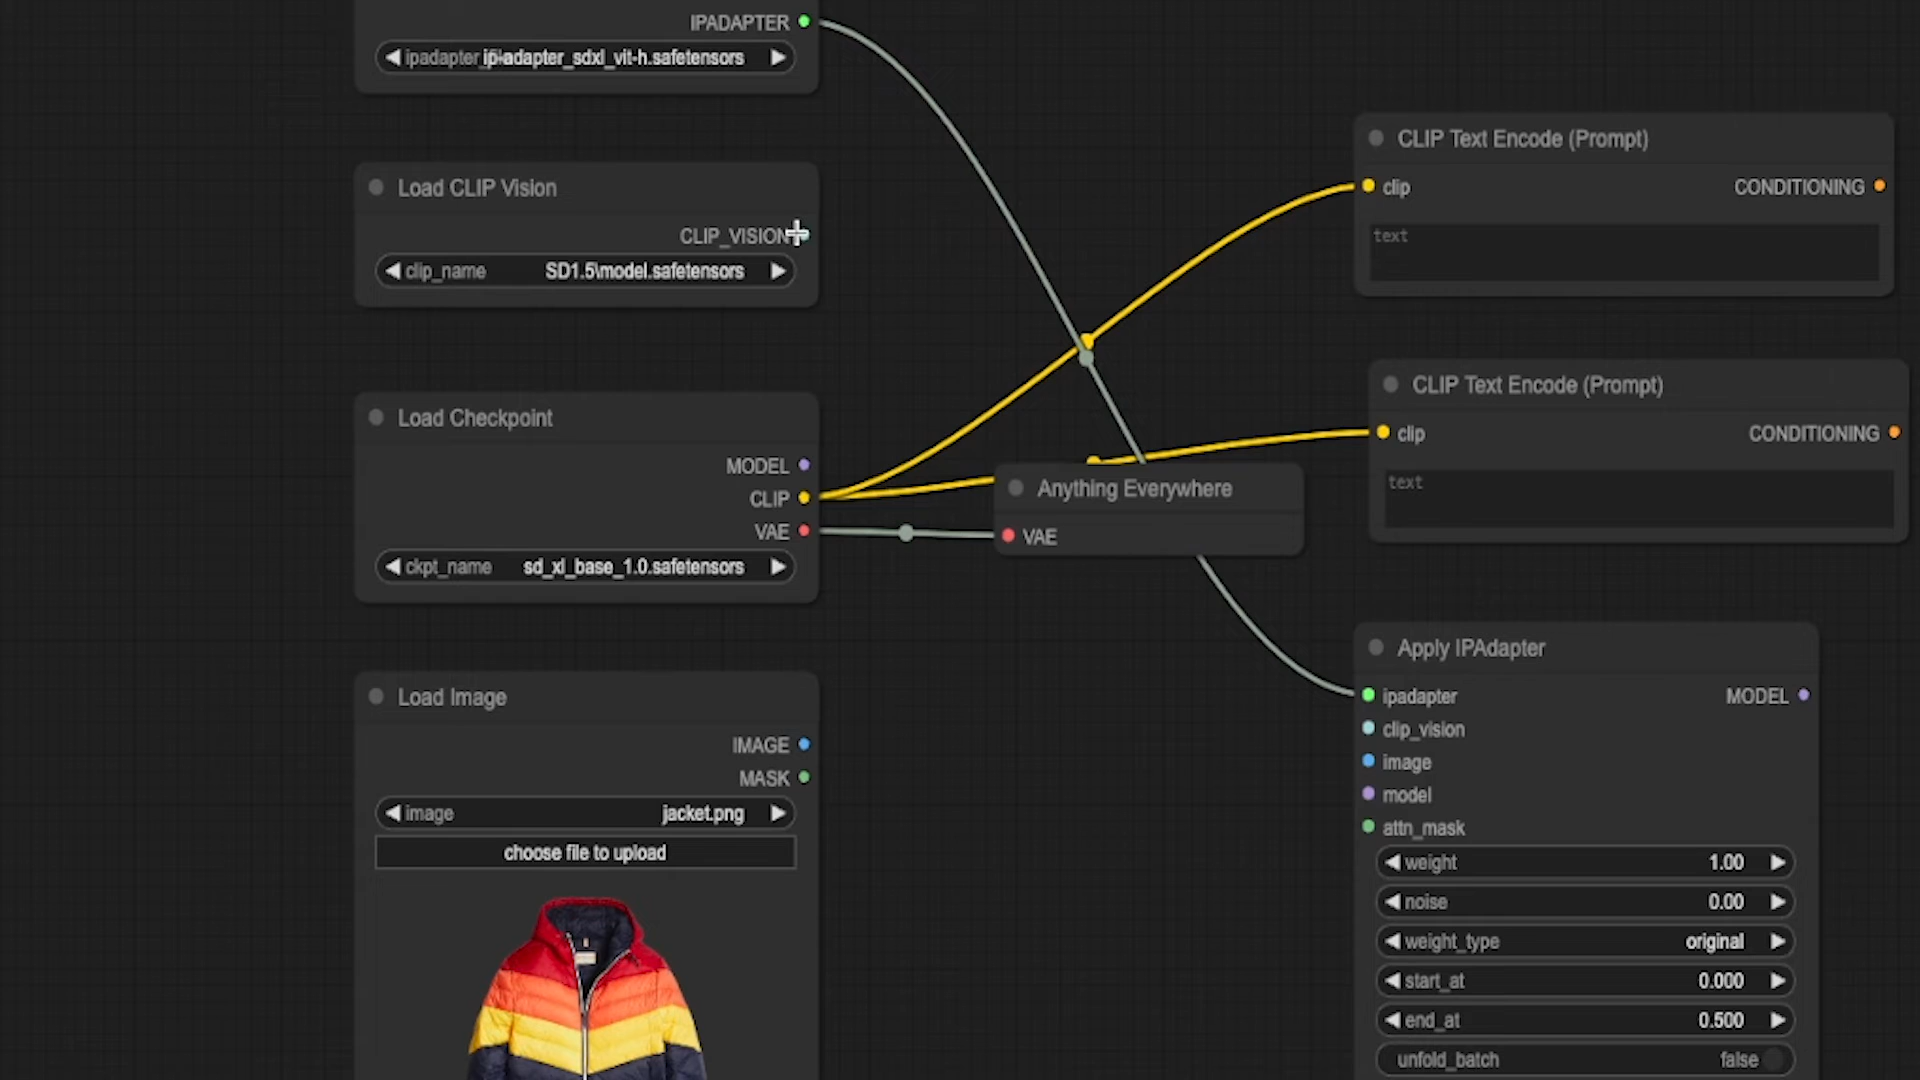 IPADAPTER
ip-adapter_sdxl_vit-h.safetensors
Load CLIP Vision
CLIP_VISION
clip_name SD1.5\model.safetensors
Load Checkpoint
MODEL
CLIP
VAE
ckpt_name sd_xl_base_1.0.safetensors
Load Image
IMAGE
MASK
image jacket.png
choose file to upload
Anything Everywhere
VAE
CLIP Text Encode (Prompt)
clip CONDITIONING
text
CLIP Text Encode (Prompt)
clip CONDITIONING
text
Apply IPAdapter
ipadapter MODEL
clip_vision
image
model
attn_mask
weight 1.00
noise 0.00
weight_type original
start_at 0.000
end_at 0.500
unfold_batch false